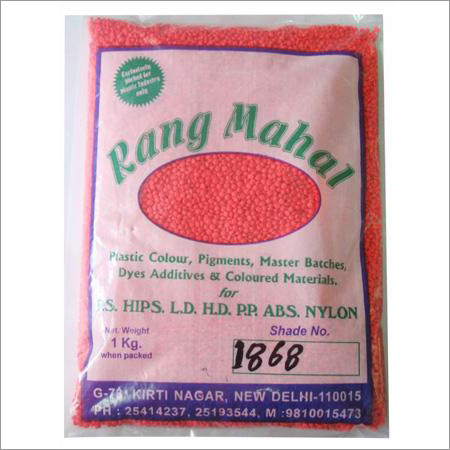 Exclusively
packed for
Plastic Industry
only
Rang Mahal
Plastic Colour, Pigments, Master Batches,
Dyes Additives & Coloured Materials.
for
P.S. HIPS. L.D. H.D. P.P. ABS. NYLON
Net. Weight
1 Kg.
when packed
Shade No.
1868
KIRTI NAGAR, NEW DELHI-110015
PH : 25414237, 25193544, M :9810015473